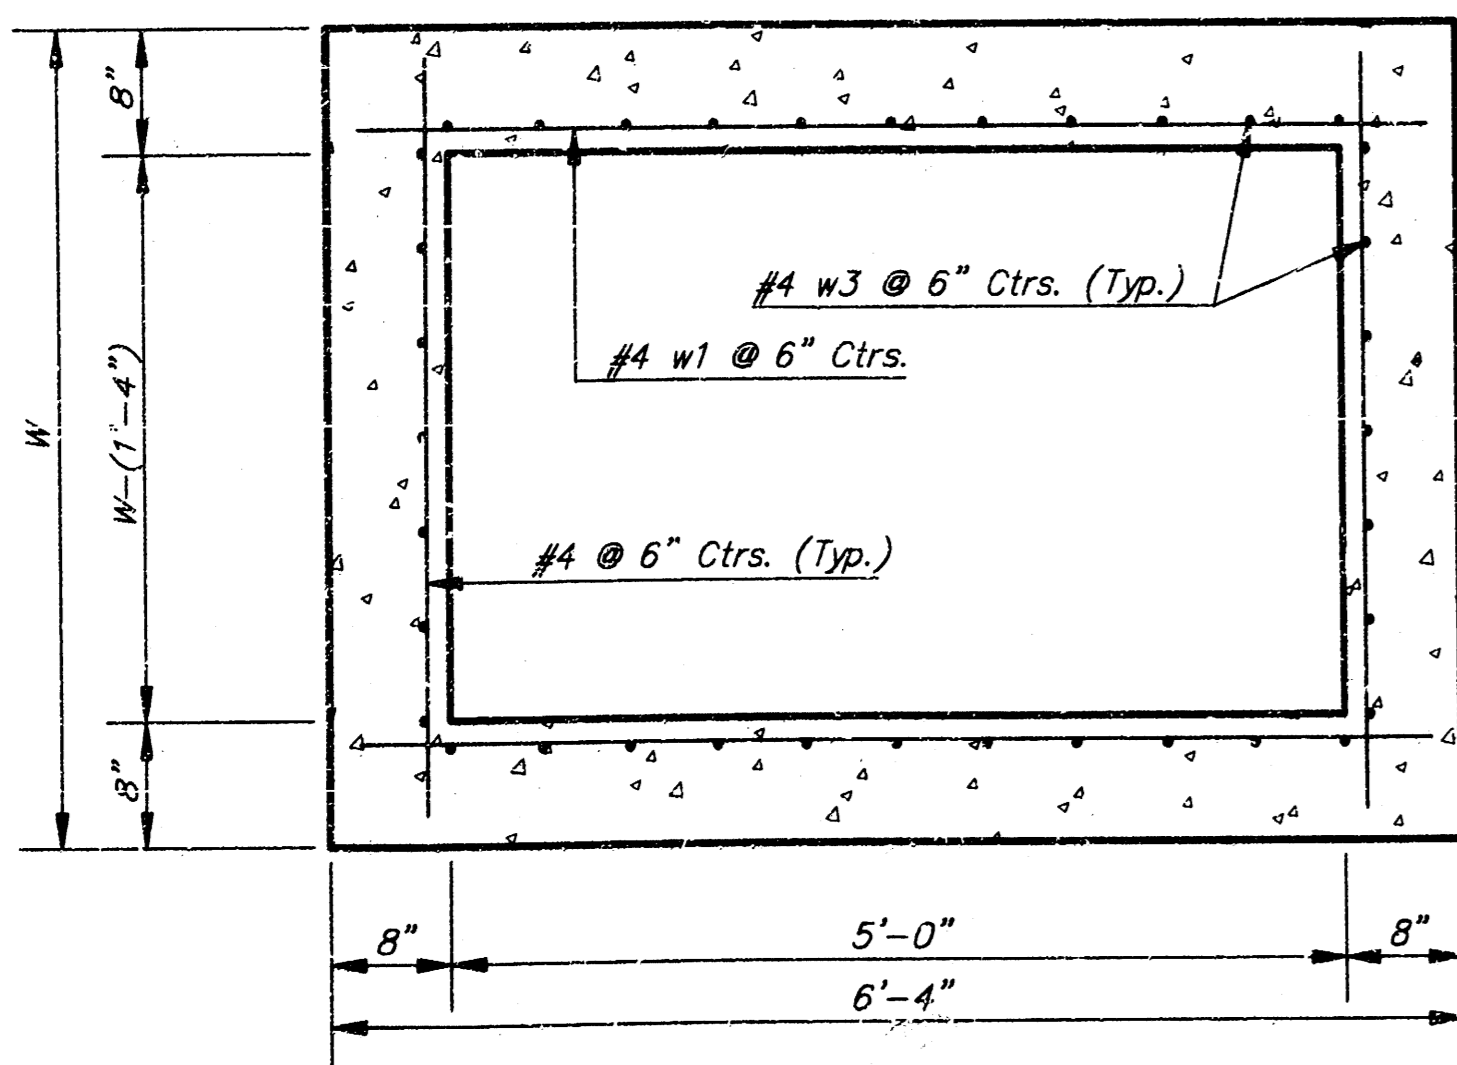 8"
W
W-(1'-4")
8"
#4 w3 @ 6" Ctrs. (Typ.)
#4 w1 @ 6" Ctrs.
#4 @ 6" Ctrs. (Typ.)
8"
5'-0"
8"
6'-4"